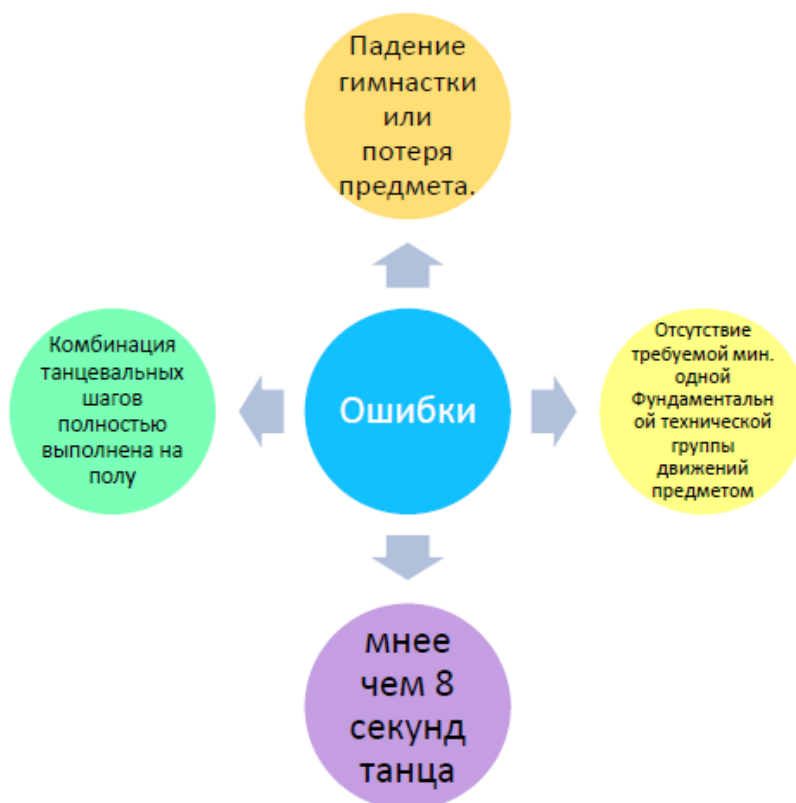 Падение
гимнастки
или
потеря
предмета.
Комбинация
танцевальных
шагов
полностью
выполнена на
полу
Ошибки
Отсутствие
требуемой мин.
одной
Фундаментальн
ой технической
группы
движений
предметом
мнее
чем 8
секунд
танца